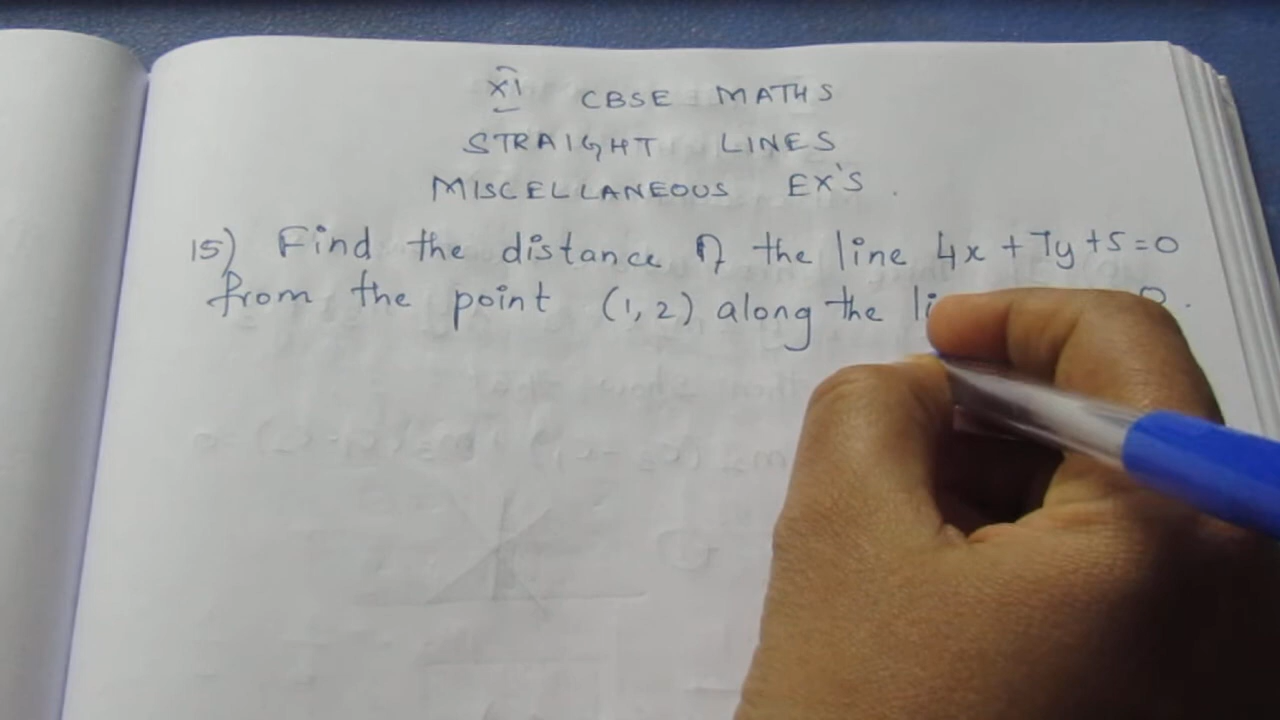 XI CBSE MATHS
STRAIGHT LINES
MISCELLANEOUS EX'S.
15) Find the distance of the line 4x + 7y + 5 = 0
from the point (1, 2) along the